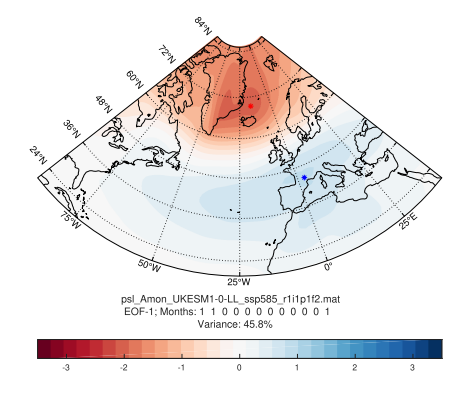 84°N
72°N
60°N
48°N
36°N
24°N
75°W
50°W
25°W
0°
25°E
psl_Amon_UKESM1-0-LL_ssp585_r1i1p1f2.mat
EOF-1; Months: 1 1 0 0 0 0 0 0 0 0 0 1
Variance: 45.8%
-3 -2 -1 0 1 2 3